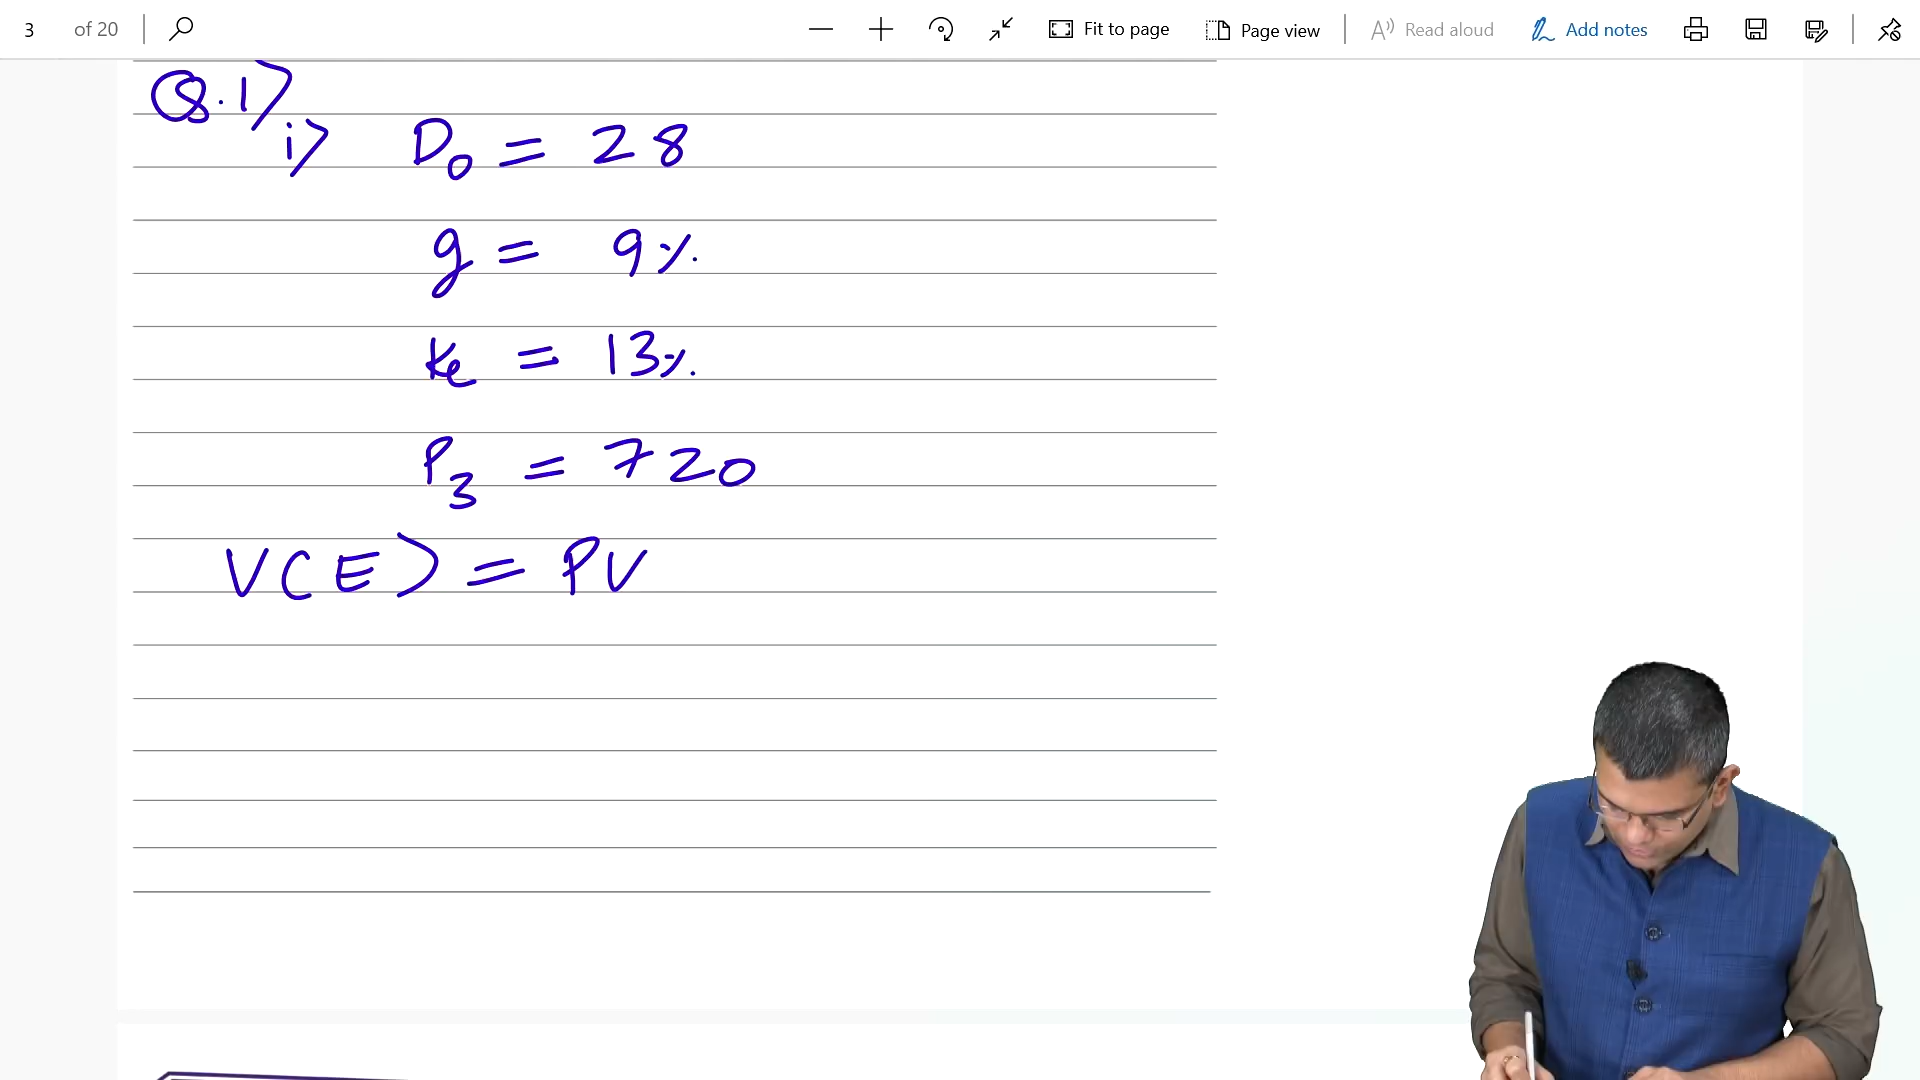 3 of 20 Fit to page Page view Read aloud Add notes
Q.1)
i) D0 = 28
g = 9%
Ke = 13%
P3 = 720
V(E) = PV